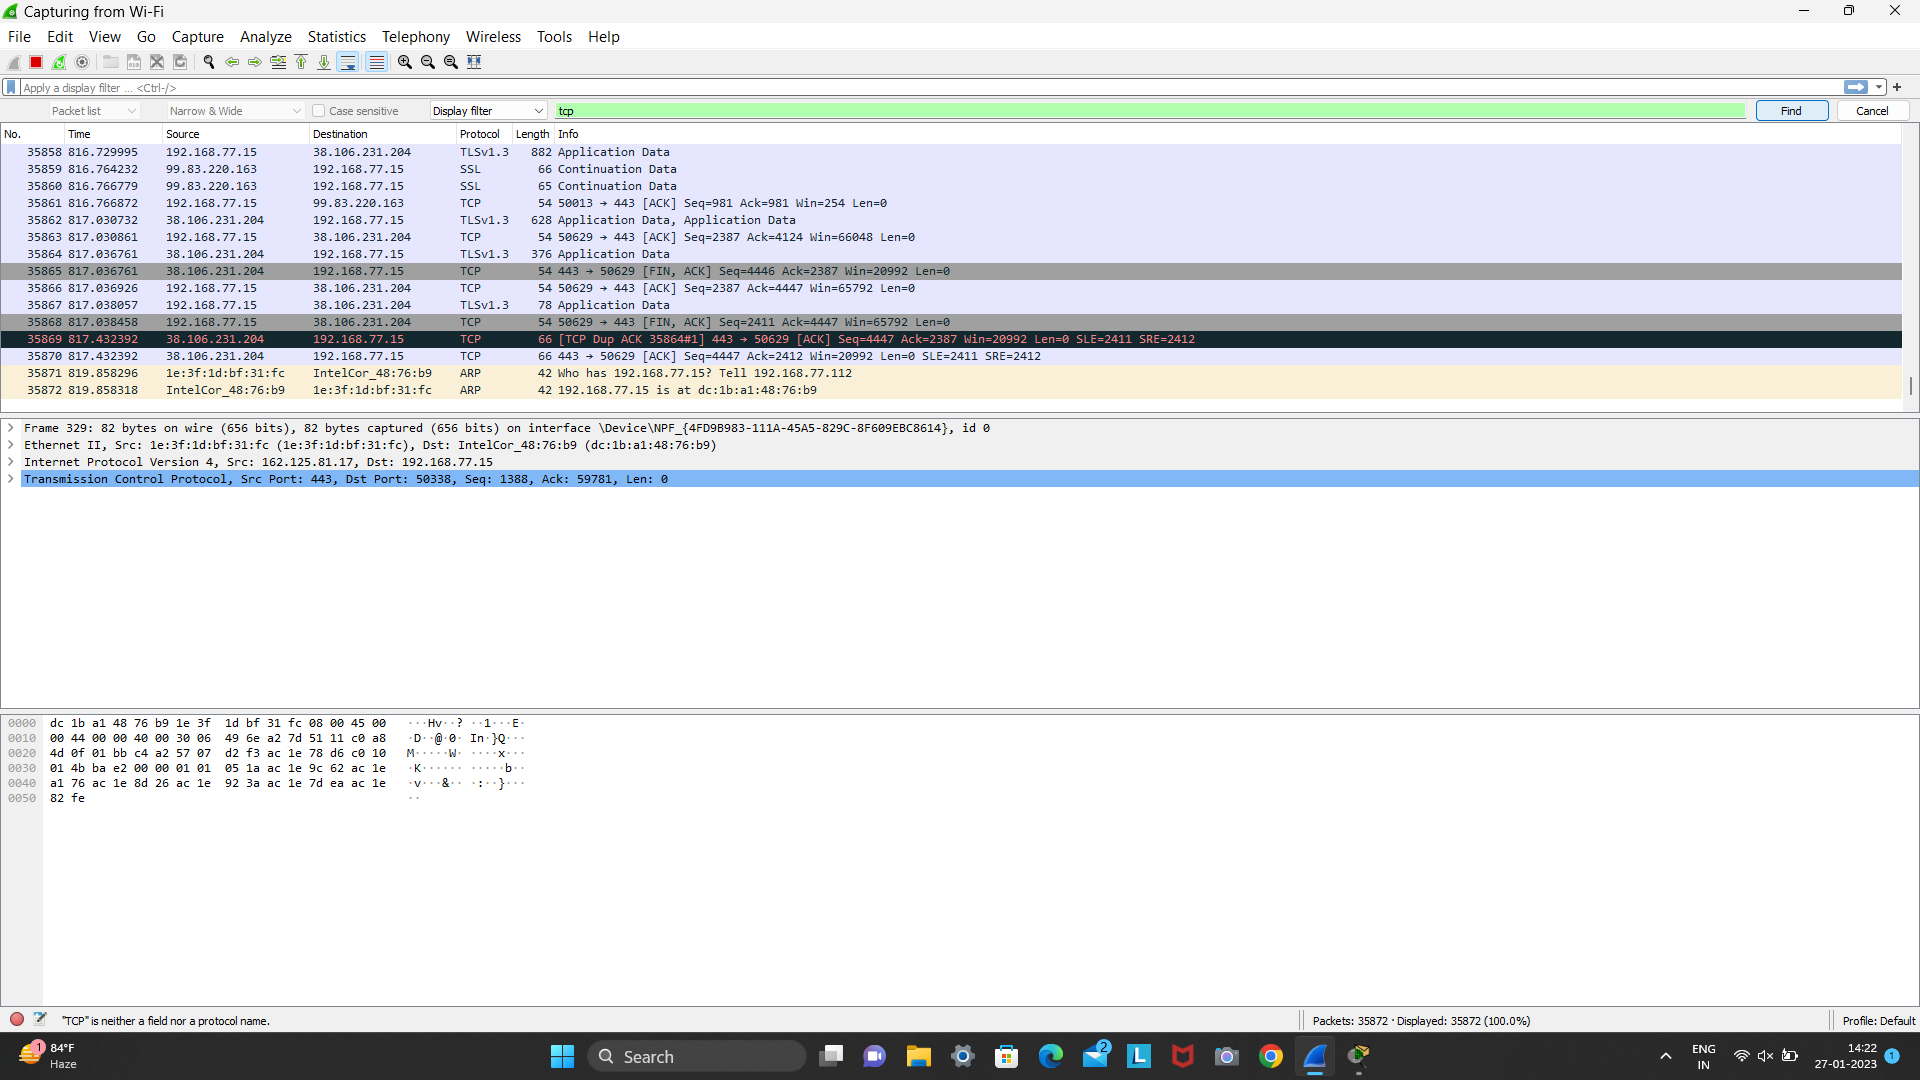 Capturing from Wi-Fi
File Edit View Go Capture Analyze Statistics Telephony Wireless Tools Help
Apply a display filter ... <Ctrl-/>
Packet list Narrow & Wide Case sensitive Display filter tcp Find Cancel
No. Time Source Destination Protocol Length Info
35858 816.729995 192.168.77.15 38.106.231.204 TLSv1.3 882 Application Data
35859 816.764232 99.83.220.163 192.168.77.15 SSL 66 Continuation Data
35860 816.766779 99.83.220.163 192.168.77.15 SSL 65 Continuation Data
35861 816.766872 192.168.77.15 99.83.220.163 TCP 54 50013 → 443 [ACK] Seq=981 Ack=981 Win=254 Len=0
35862 817.030732 38.106.231.204 192.168.77.15 TLSv1.3 628 Application Data, Application Data
35863 817.030861 192.168.77.15 38.106.231.204 TCP 54 50629 → 443 [ACK] Seq=2387 Ack=4124 Win=66048 Len=0
35864 817.036761 38.106.231.204 192.168.77.15 TLSv1.3 376 Application Data
35865 817.036761 38.106.231.204 192.168.77.15 TCP 54 443 → 50629 [FIN, ACK] Seq=4446 Ack=2387 Win=20992 Len=0
35866 817.036926 192.168.77.15 38.106.231.204 TCP 54 50629 → 443 [ACK] Seq=2387 Ack=4447 Win=65792 Len=0
35867 817.038057 192.168.77.15 38.106.231.204 TLSv1.3 78 Application Data
35868 817.038458 192.168.77.15 38.106.231.204 TCP 54 50629 → 443 [FIN, ACK] Seq=2411 Ack=4447 Win=65792 Len=0
35869 817.432392 38.106.231.204 192.168.77.15 TCP 66 [TCP Dup ACK 35864#1] 443 → 50629 [ACK] Seq=4447 Ack=2387 Win=20992 Len=0 SLE=2411 SRE=2412
35870 817.432392 38.106.231.204 192.168.77.15 TCP 66 443 → 50629 [ACK] Seq=4447 Ack=2412 Win=20992 Len=0 SLE=2411 SRE=2412
35871 819.858296 1e:3f:1d:bf:31:fc IntelCor_48:76:b9 ARP 42 Who has 192.168.77.15? Tell 192.168.77.112
35872 819.858318 IntelCor_48:76:b9 1e:3f:1d:bf:31:fc ARP 42 192.168.77.15 is at dc:1b:a1:48:76:b9
Frame 329: 82 bytes on wire (656 bits), 82 bytes captured (656 bits) on interface \Device\NPF_{4FD9B983-111A-45A5-829C-8F609EBC8614}, id 0
Ethernet II, Src: 1e:3f:1d:bf:31:fc (1e:3f:1d:bf:31:fc), Dst: IntelCor_48:76:b9 (dc:1b:a1:48:76:b9)
Internet Protocol Version 4, Src: 162.125.81.17, Dst: 192.168.77.15
Transmission Control Protocol, Src Port: 443, Dst Port: 50338, Seq: 1388, Ack: 59781, Len: 0
0000 dc 1b a1 48 76 b9 1e 3f 1d bf 31 fc 08 00 45 00 ···Hv··? ··1···E·
0010 00 44 00 00 40 00 30 06 49 6e a2 7d 51 11 c0 a8 ·D··@·0· In·}Q···
0020 4d 0f 01 bb c4 a2 57 07 d2 f3 ac 1e 78 d6 c0 10 M·····W· ····x···
0030 01 4b ba e2 00 00 01 01 05 1a ac 1e 9c 62 ac 1e ·K······ ·····b··
0040 a1 76 ac 1e 8d 26 ac 1e 92 3a ac 1e 7d ea ac 1e ·v···&·· ·:··}···
0050 82 fe ··
"TCP" is neither a field nor a protocol name. Packets: 35872 · Displayed: 35872 (100.0%) Profile: Default
1 84°F
Haze
Search
2
L
ENG
IN
14:22
27-01-2023
1